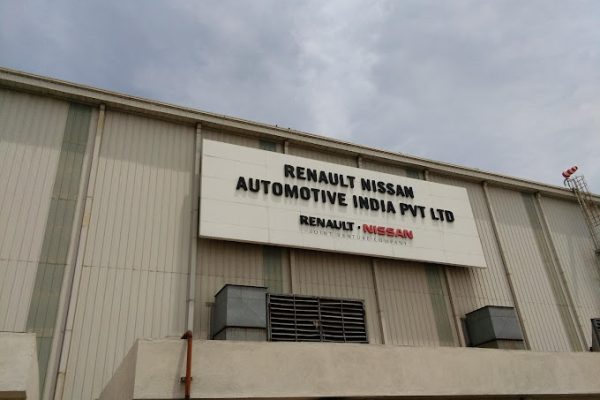 RENAULT NISSAN
AUTOMOTIVE INDIA PVT LTD
RENAULT · NISSAN
JOINT VENTURE COMPANY